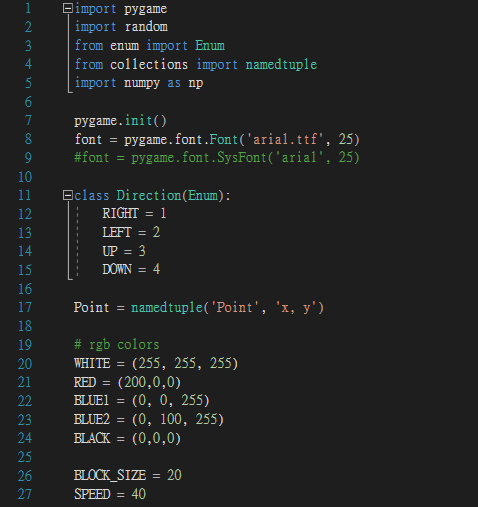 1 import pygame
2 import random
3 from enum import Enum
4 from collections import namedtuple
5 import numpy as np
6
7 pygame.init()
8 font = pygame.font.Font('arial.ttf', 25)
9 #font = pygame.font.SysFont('arial', 25)
10
11 class Direction(Enum):
12     RIGHT = 1
13     LEFT = 2
14     UP = 3
15     DOWN = 4
16
17 Point = namedtuple('Point', 'x, y')
18
19 # rgb colors
20 WHITE = (255, 255, 255)
21 RED = (200,0,0)
22 BLUE1 = (0, 0, 255)
23 BLUE2 = (0, 100, 255)
24 BLACK = (0,0,0)
25
26 BLOCK_SIZE = 20
27 SPEED = 40